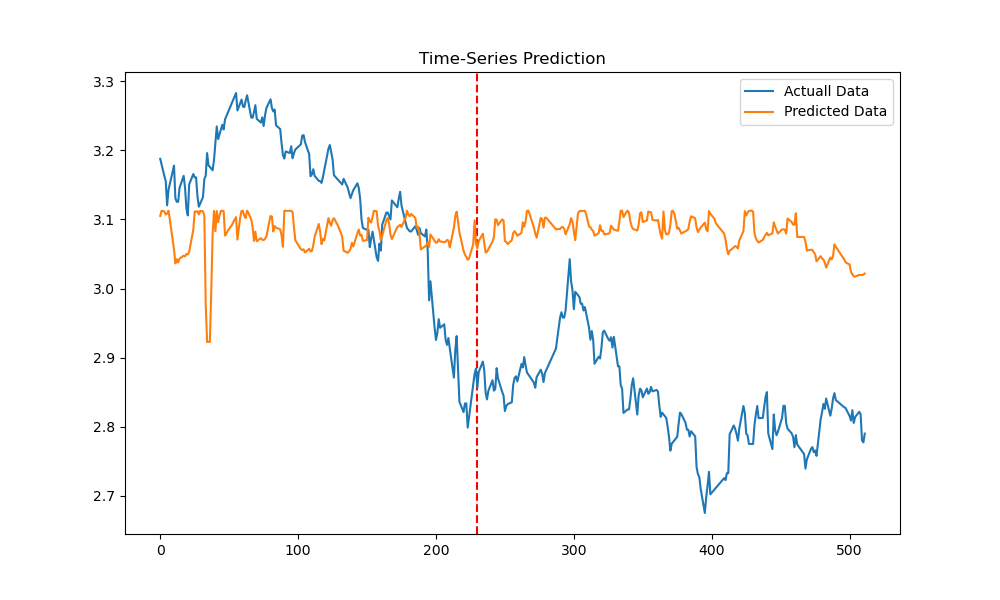 Time-Series Prediction
Actuall Data
Predicted Data
3.3
3.2
3.1
3.0
2.9
2.8
2.7
0 100 200 300 400 500